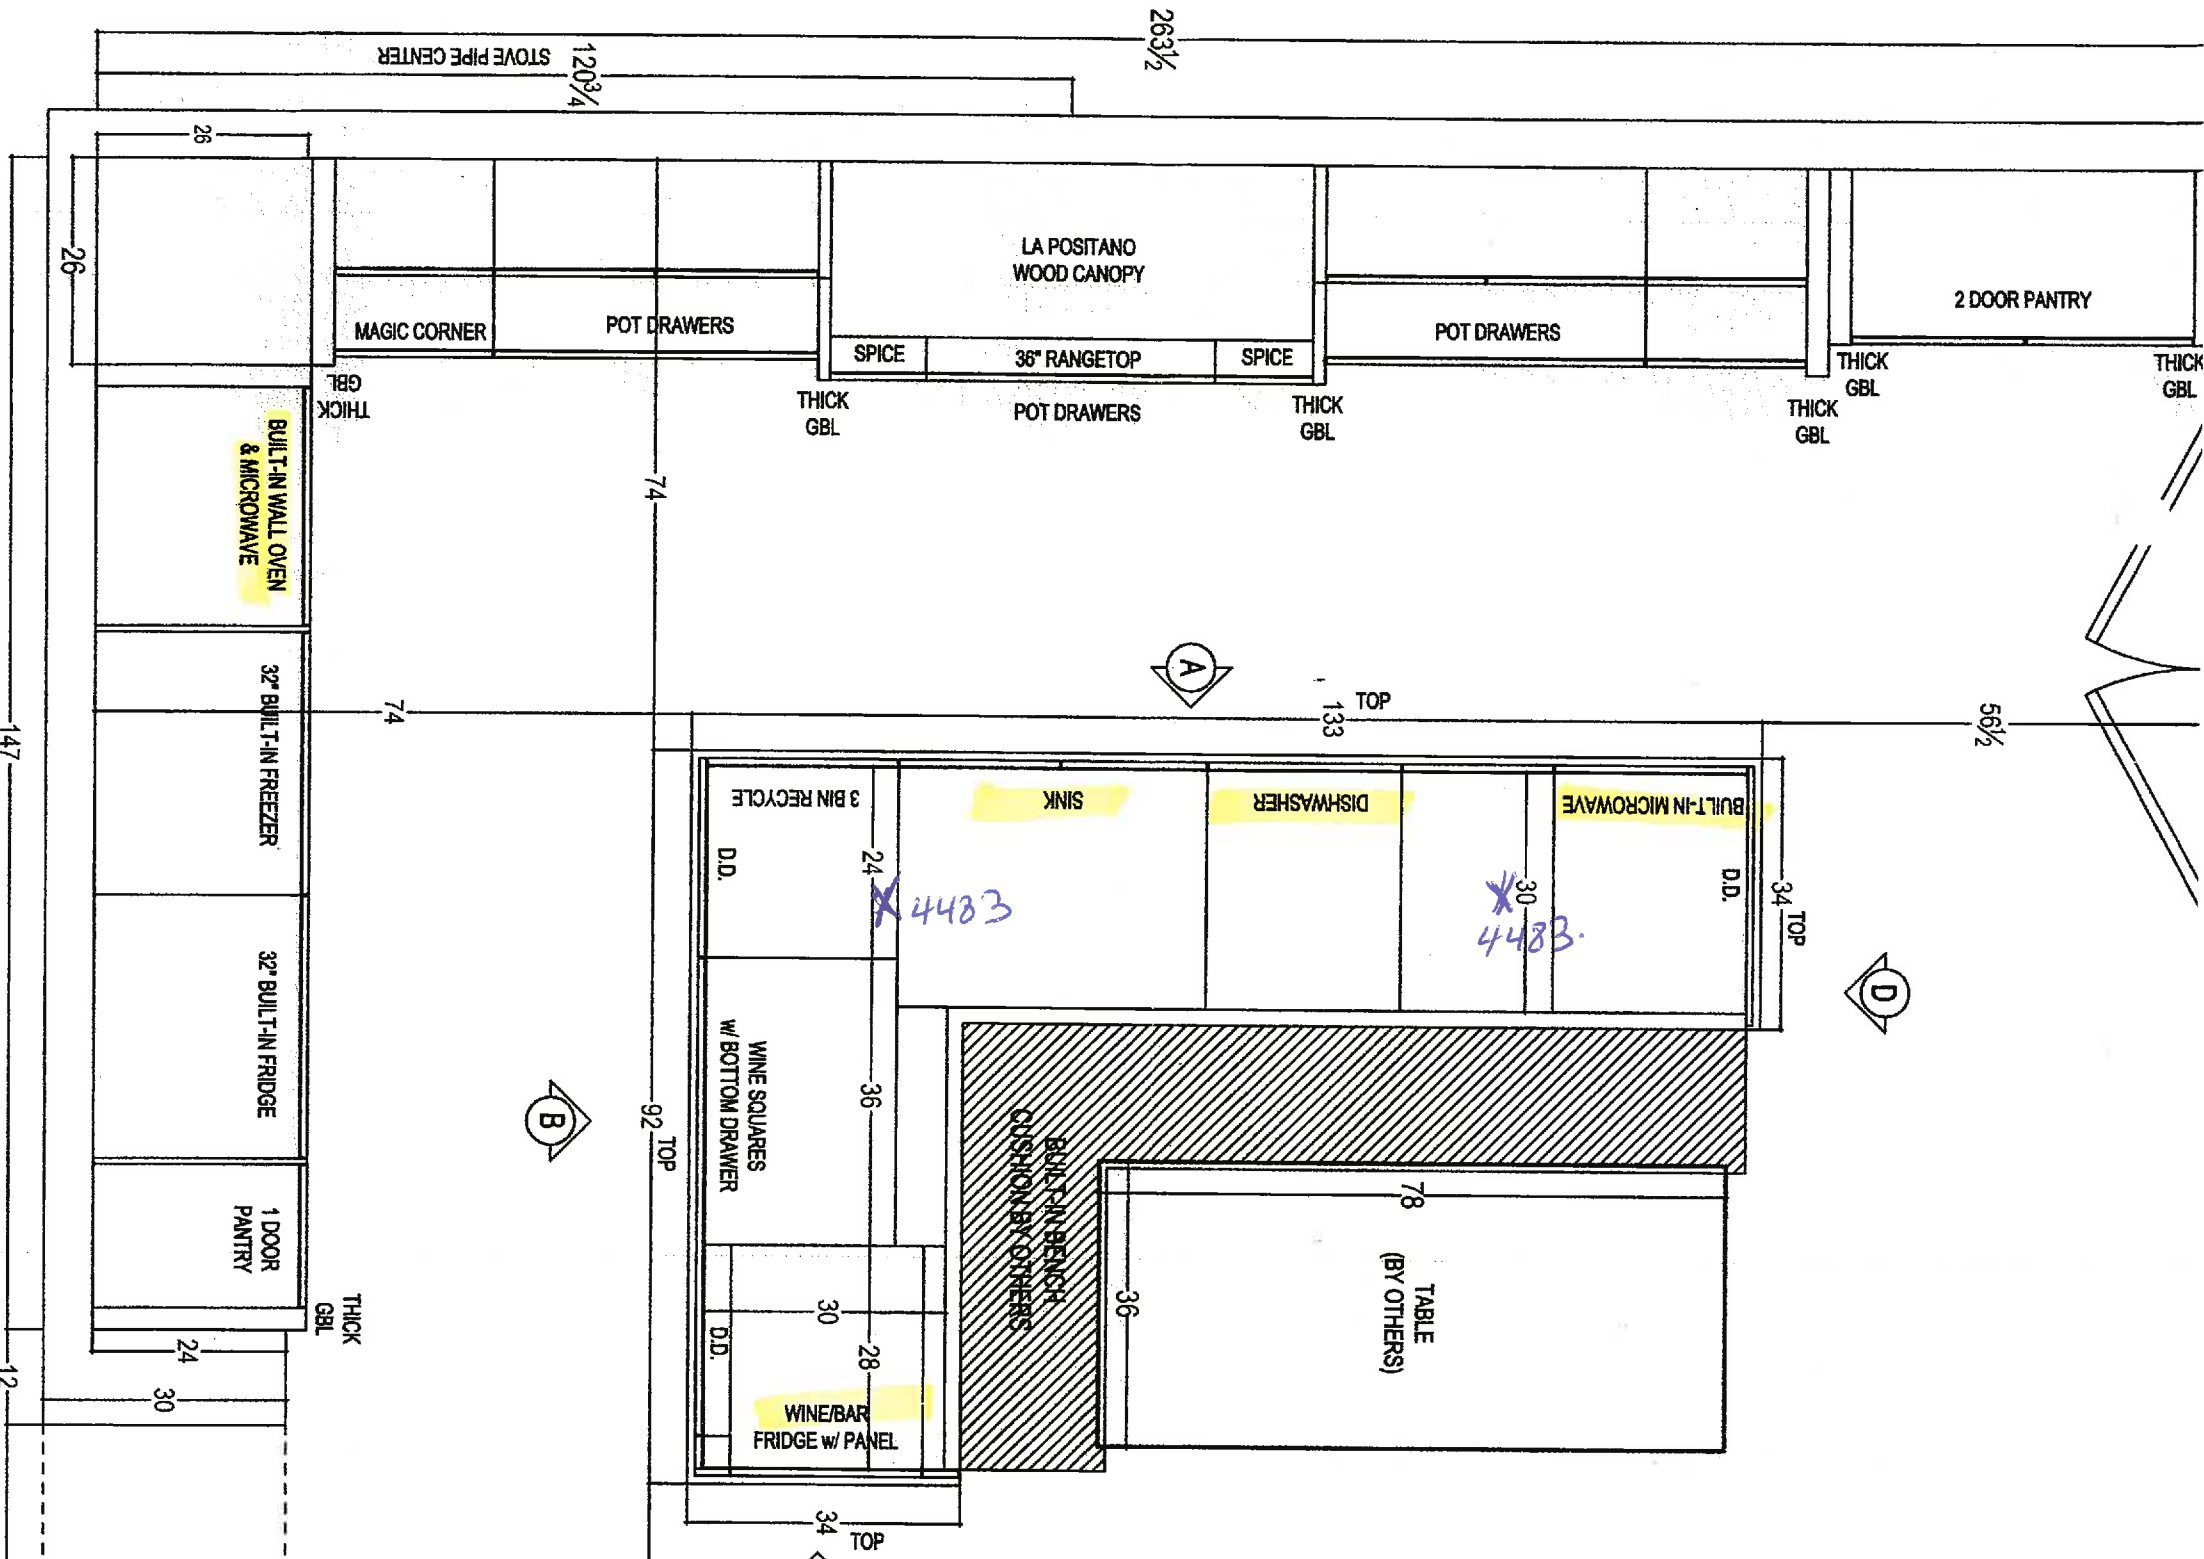 263½
STOVE PIPE CENTER
120¾
26
26
LA POSITANO
WOOD CANOPY
2 DOOR PANTRY
MAGIC CORNER
POT DRAWERS
SPICE
36" RANGETOP
SPICE
POT DRAWERS
THICK
GBL
THICK
GBL
POT DRAWERS
THICK
GBL
THICK
GBL
THICK
GBL
THICK
GBL
BUILT-IN WALL OVEN
& MICROWAVE
74
32" BUILT-IN FREEZER
74
A
TOP
133
56½
147
3 BIN RECYCLE
SINK
DISHWASHER
BUILT-IN MICROWAVE
D.D.
24
X 4483
30
X
4483.
D.D.
34
TOP
D
32" BUILT-IN FRIDGE
B
92
TOP
WINE SQUARES
W/ BOTTOM DRAWER
36
BUILT-IN BENCH
CUSHION BY OTHERS
78
36
TABLE
(BY OTHERS)
1 DOOR
PANTRY
THICK
GBL
24
30
12
30
D.D.
28
WINE/BAR
FRIDGE w/ PANEL
34
TOP